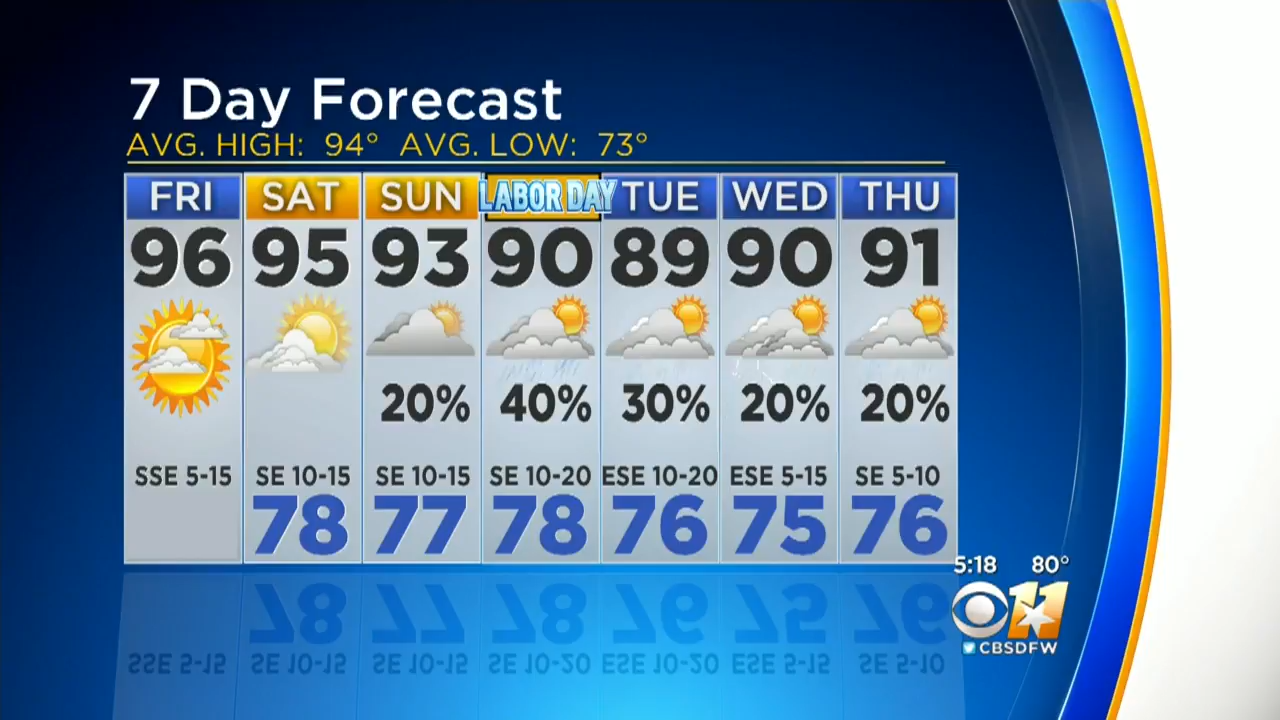 7 Day Forecast
AVG. HIGH: 94° AVG. LOW: 73°
FRI SAT SUN LABOR DAY TUE WED THU
96 95 93 90 89 90 91
20% 40% 30% 20% 20%
SSE 5-15 SE 10-15 SE 10-15 SE 10-20 ESE 10-20 ESE 5-15 SE 5-10
78 77 78 76 75 76
5:18 80°
11
CBSDFW